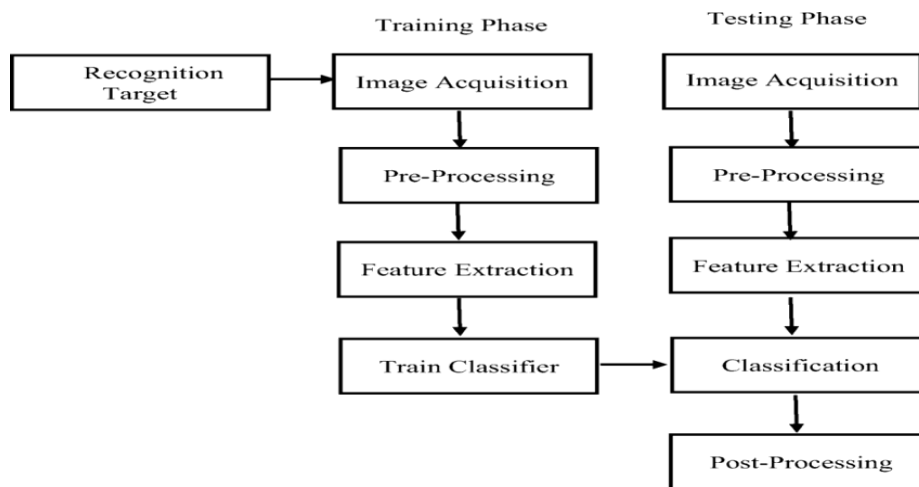 Training Phase
Testing Phase
Recognition
Target
Image Acquisition
Image Acquisition
Pre-Processing
Pre-Processing
Feature Extraction
Feature Extraction
Train Classifier
Classification
Post-Processing